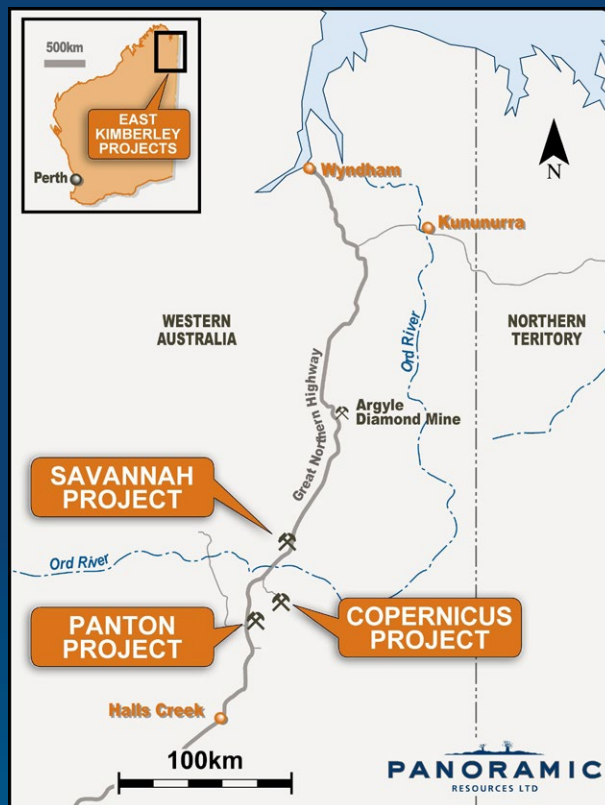 500km
EAST
KIMBERLEY
PROJECTS
Perth
Wyndham
N
Kununurra
WESTERN
AUSTRALIA
NORTHERN
TERITORY
Ord River
Great Northern Highway
Argyle
Diamond Mine
SAVANNAH
PROJECT
Ord River
PANTON
PROJECT
COPERNICUS
PROJECT
Halls Creek
100km
PANORAMIC
RESOURCES LTD